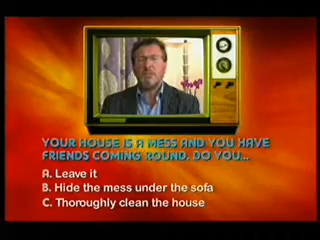 YOUR HOUSE IS A MESS AND YOU HAVE
FRIENDS COMING ROUND. DO YOU...
A. Leave it
B. Hide the mess under the sofa
C. Thoroughly clean the house